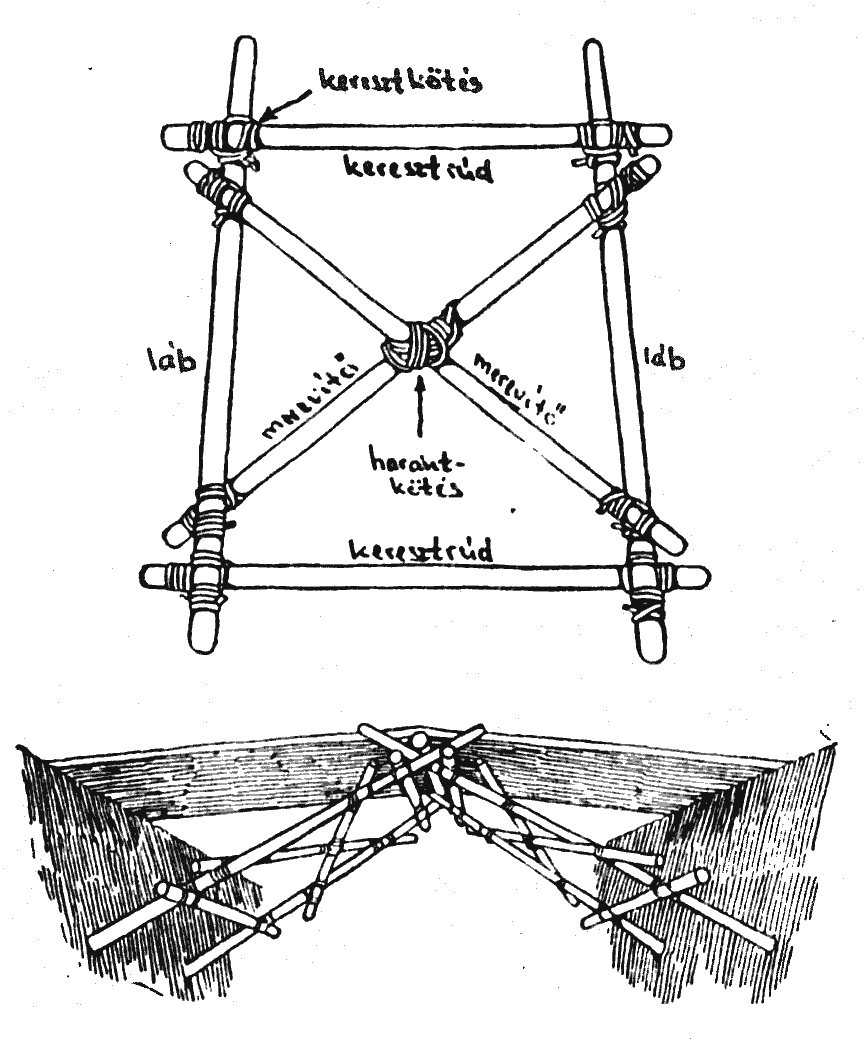 keresztkötés
keresztrúd
láb
láb
merevítő
merevítő
haránt-
kötés
keresztrúd